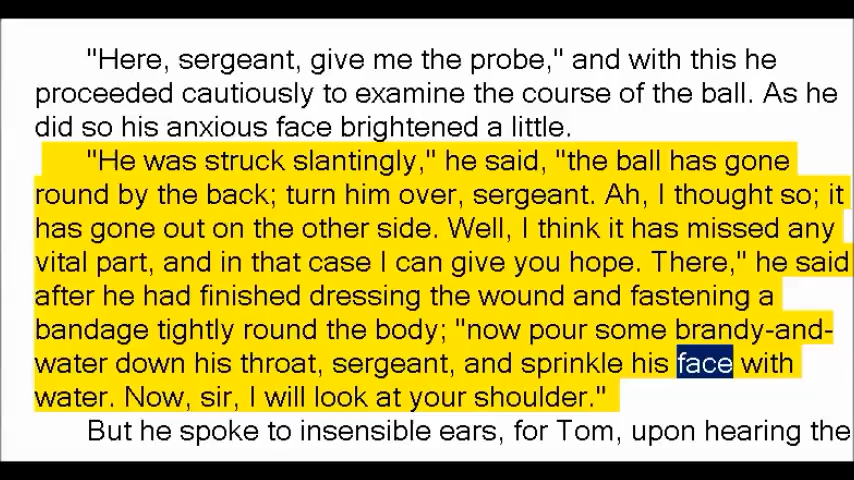 "Here, sergeant, give me the probe," and with this he
proceeded cautiously to examine the course of the ball. As he
did so his anxious face brightened a little.
"He was struck slantingly," he said, "the ball has gone
round by the back; turn him over, sergeant. Ah, I thought so; it
has gone out on the other side. Well, I think it has missed any
vital part, and in that case I can give you hope. There," he said
after he had finished dressing the wound and fastening a
bandage tightly round the body; "now pour some brandy-and-
water down his throat, sergeant, and sprinkle his face with
water. Now, sir, I will look at your shoulder."
But he spoke to insensible ears, for Tom, upon hearing the